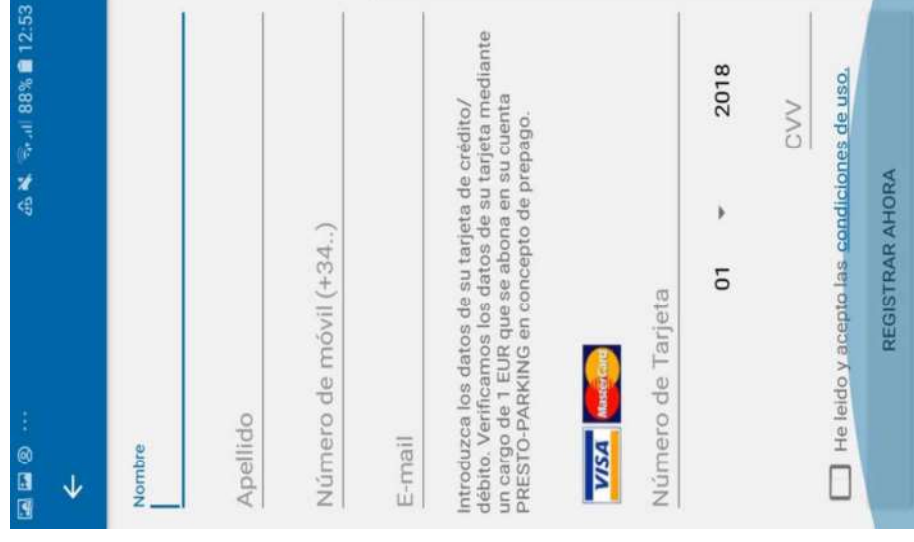 88% 12:53
Nombre
Apellido
Número de móvil (+34..)
E-mail
Introduzca los datos de su tarjeta de crédito/
débito. Verificamos los datos de su tarjeta mediante
un cargo de 1 EUR que se abona en su cuenta
PRESTO-PARKING en concepto de prepago.
VISA MasterCard
Número de Tarjeta
01 2018
CVV
He leido y acepto las condiciones de uso.
REGISTRAR AHORA